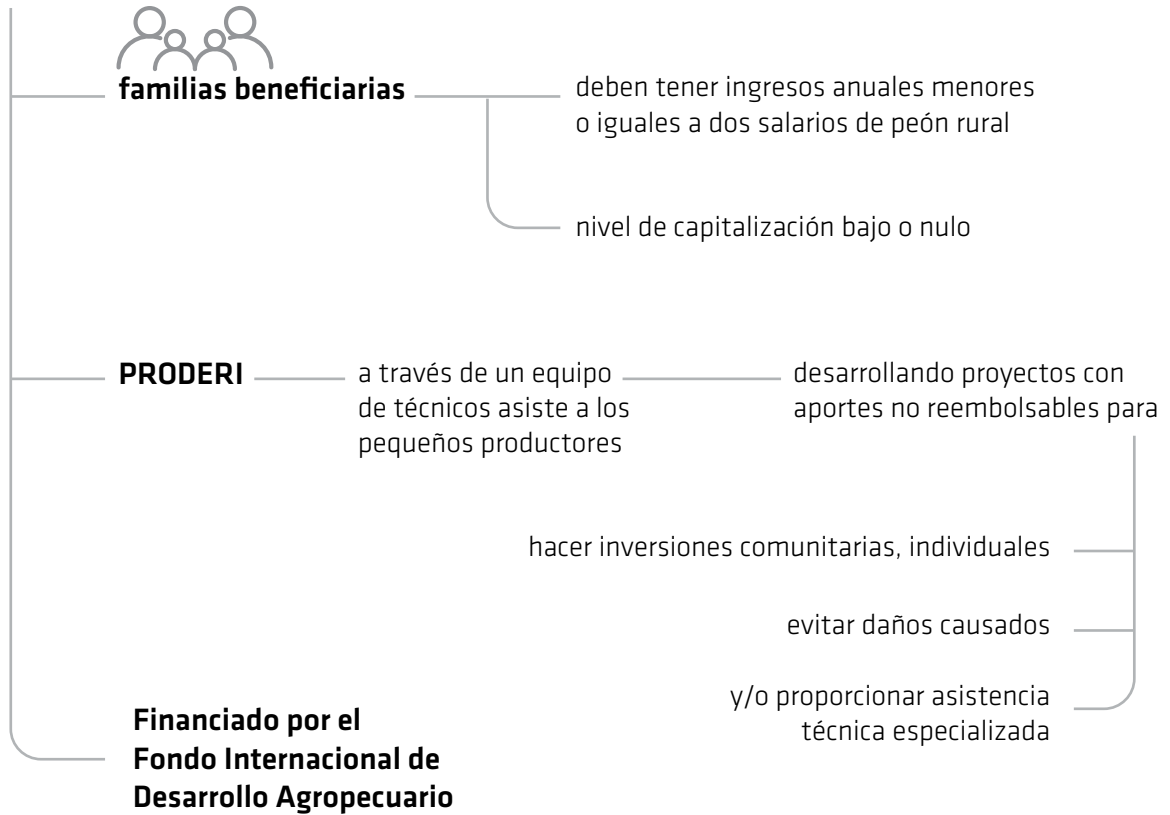 familias beneficiarias
deben tener ingresos anuales menores
o iguales a dos salarios de peón rural
nivel de capitalización bajo o nulo
PRODERI
a través de un equipo
de técnicos asiste a los
pequeños productores
desarrollando proyectos con
aportes no reembolsables para
hacer inversiones comunitarias, individuales
evitar daños causados
y/o proporcionar asistencia
técnica especializada
Financiado por el
Fondo Internacional de
Desarrollo Agropecuario